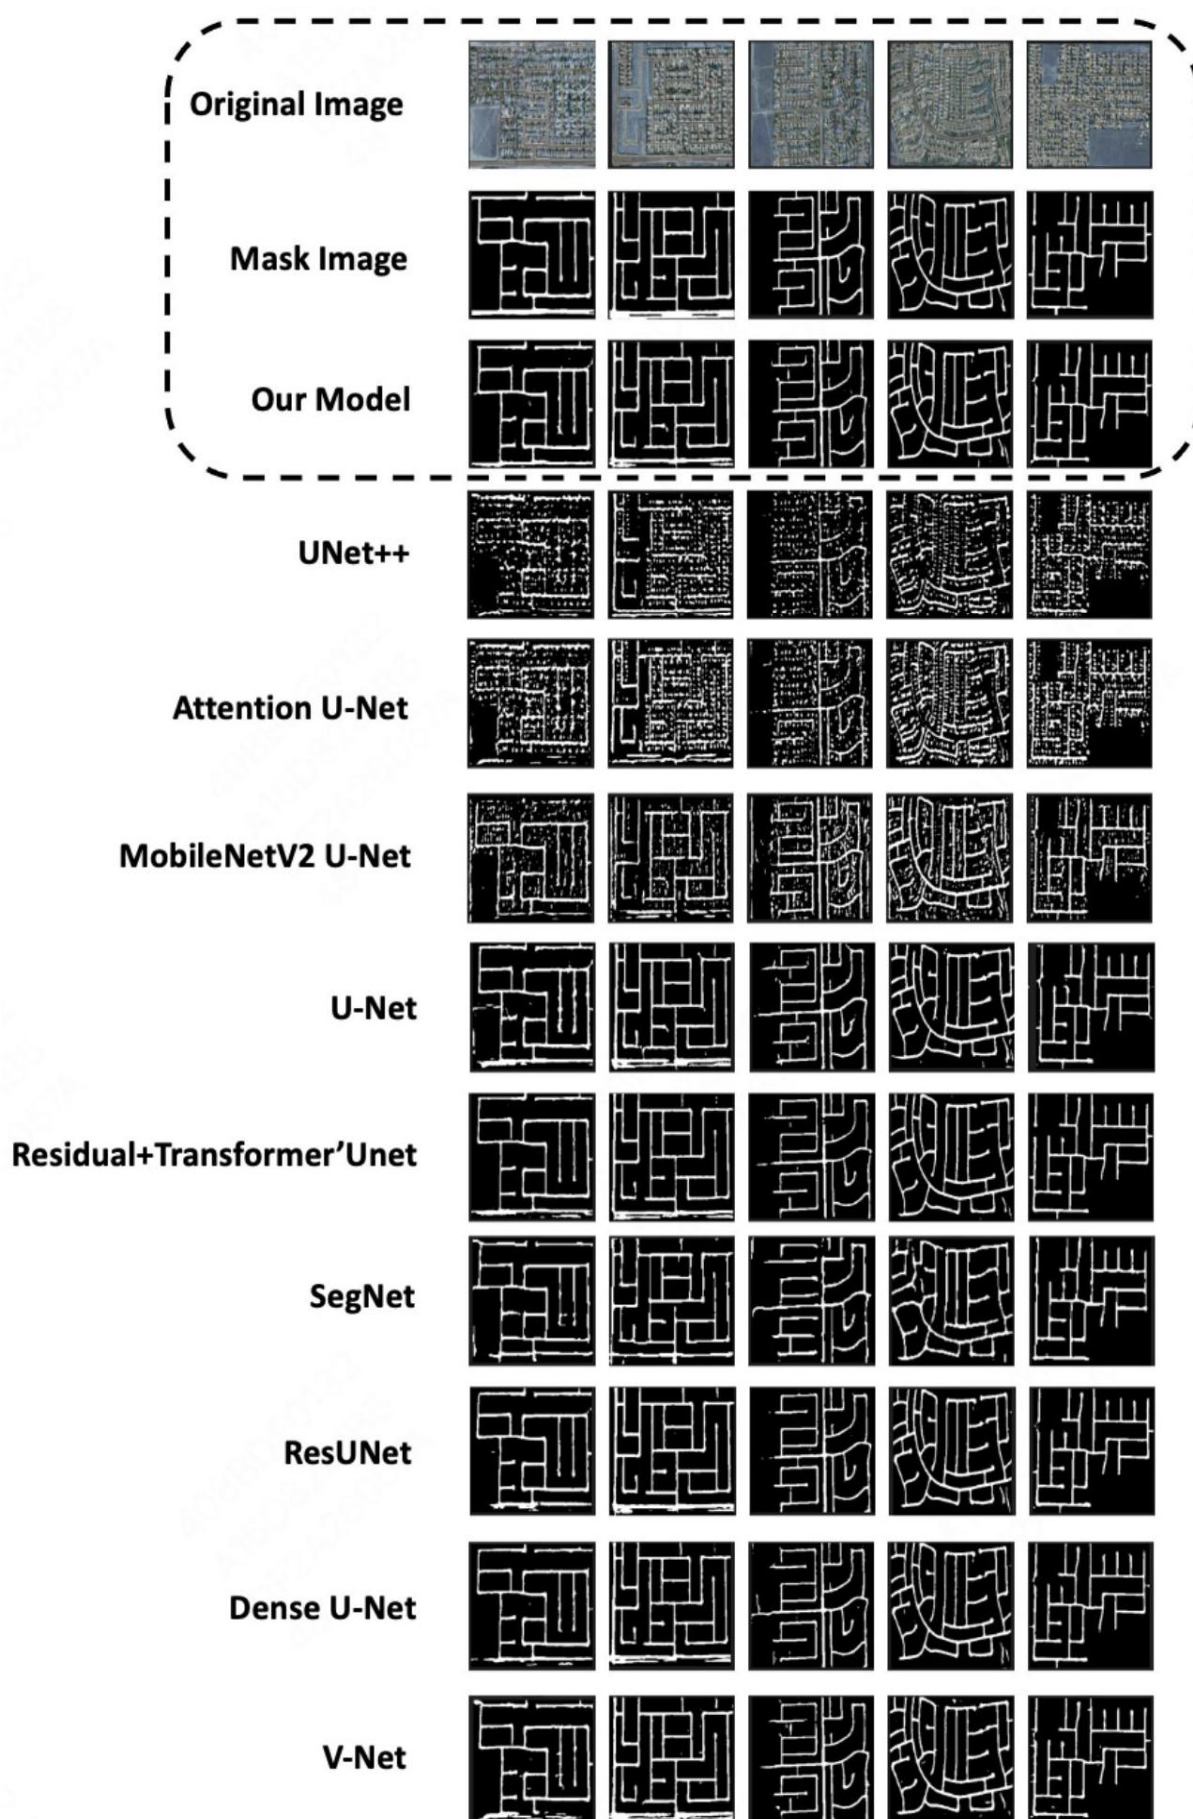 Original Image
Mask Image
Our Model
UNet++
Attention U-Net
MobileNetV2 U-Net
U-Net
Residual+Transformer’Unet
SegNet
ResUNet
Dense U-Net
V-Net